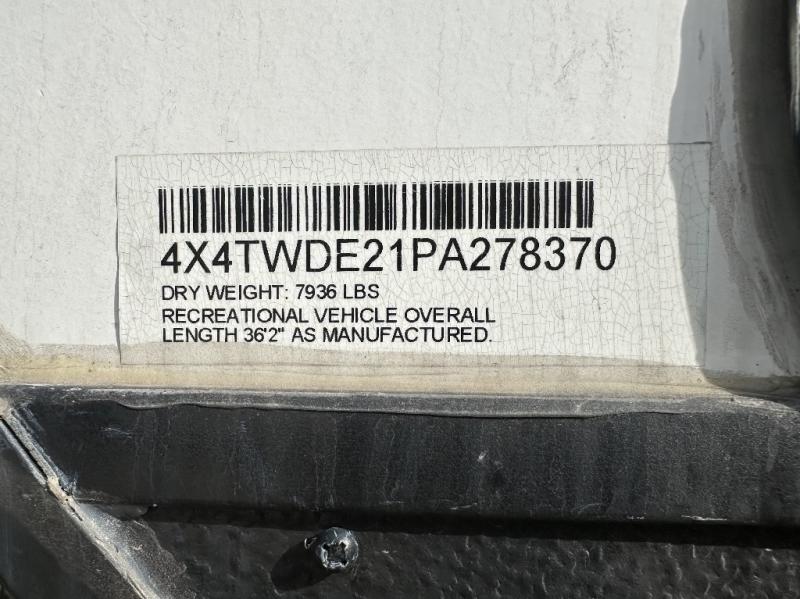 4X4TWDE21PA278370
DRY WEIGHT: 7936 LBS
RECREATIONAL VEHICLE OVERALL
LENGTH 36'2" AS MANUFACTURED.